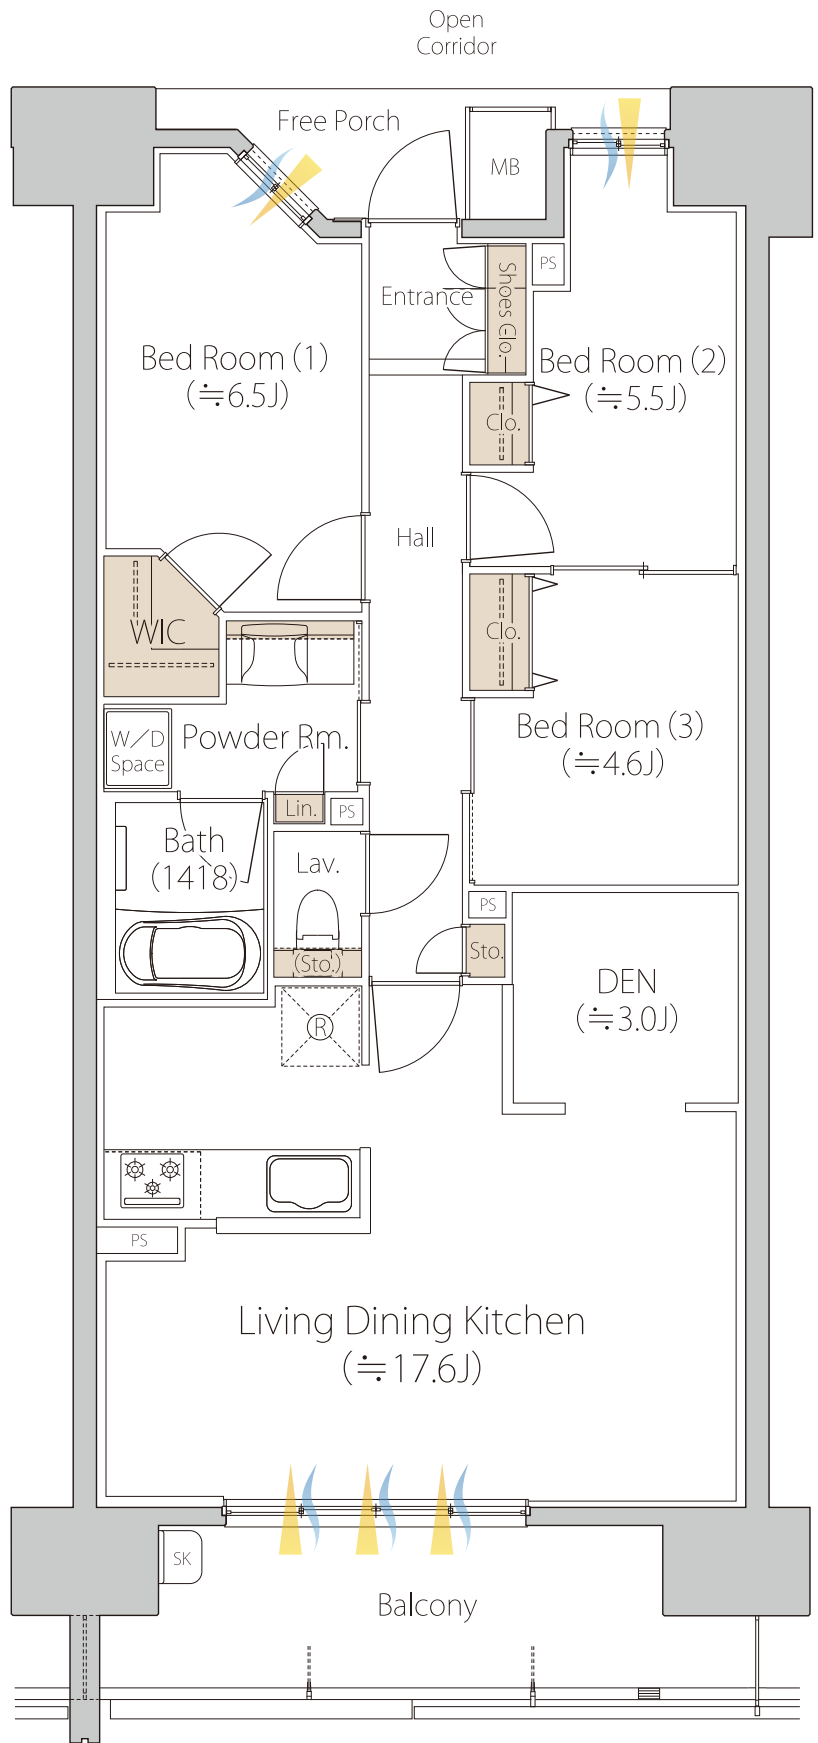 Open
Corridor
Free Porch
MB
PS
Entrance
Shoes Clo.
Bed Room (1)
(≒6.5J)
Bed Room (2)
(≒5.5J)
Clo.
Hall
WIC
Clo.
Bed Room (3)
(≒4.6J)
W/D
Space
Powder Rm.
Lin.
PS
Bath
(1418)
Lav.
(Sto.)
PS
Sto.
DEN
(≒3.0J)
R
PS
Living Dining Kitchen
(≒17.6J)
SK
Balcony